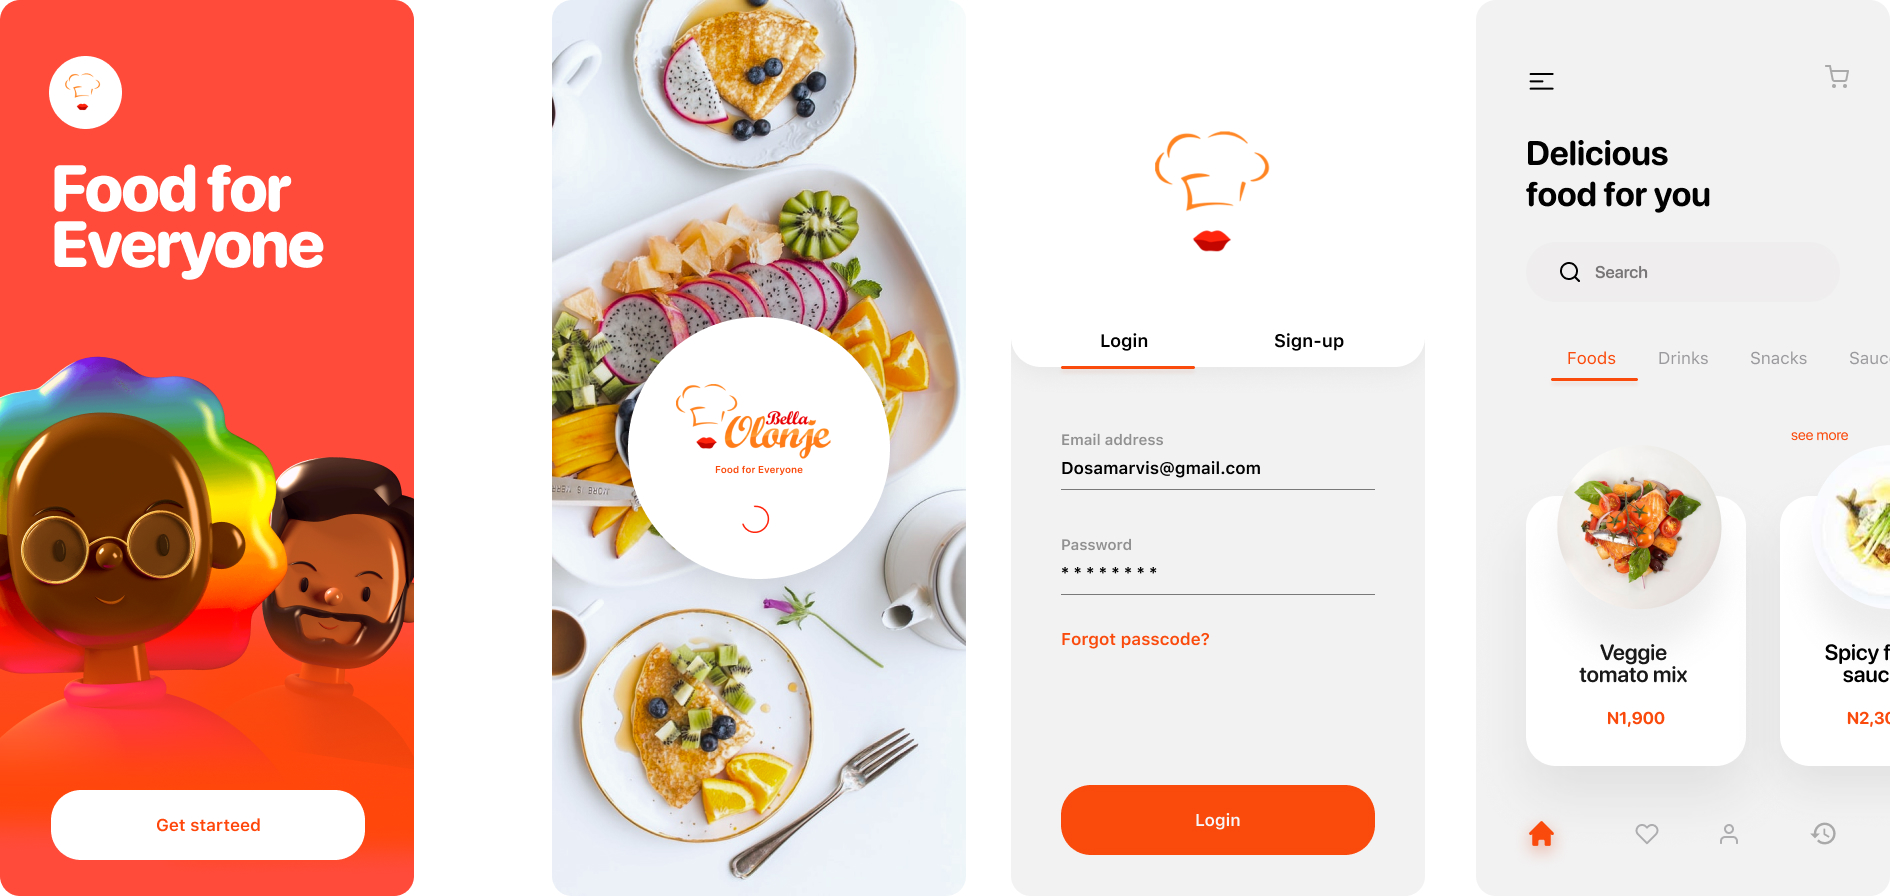 Food for
Everyone
Get starteed
Bella
Olonje
Food for Everyone
Login
Sign-up
Email address
Dosamarvis@gmail.com
Password
* * * * * * * *
Forgot passcode?
Login
Delicious
food for you
Search
Foods
Drinks
Snacks
Sauc
see more
Veggie
tomato mix
N1,900
Spicy f
sauc
N2,30